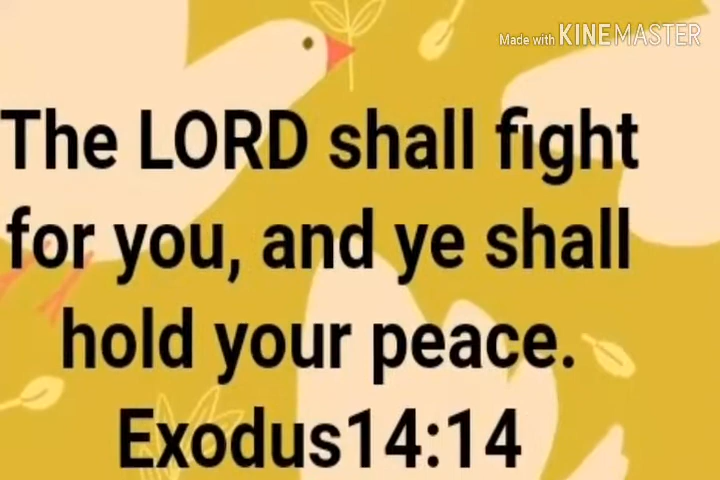 Made with KINEMASTER
The LORD shall fight
for you, and ye shall
hold your peace.
Exodus14:14